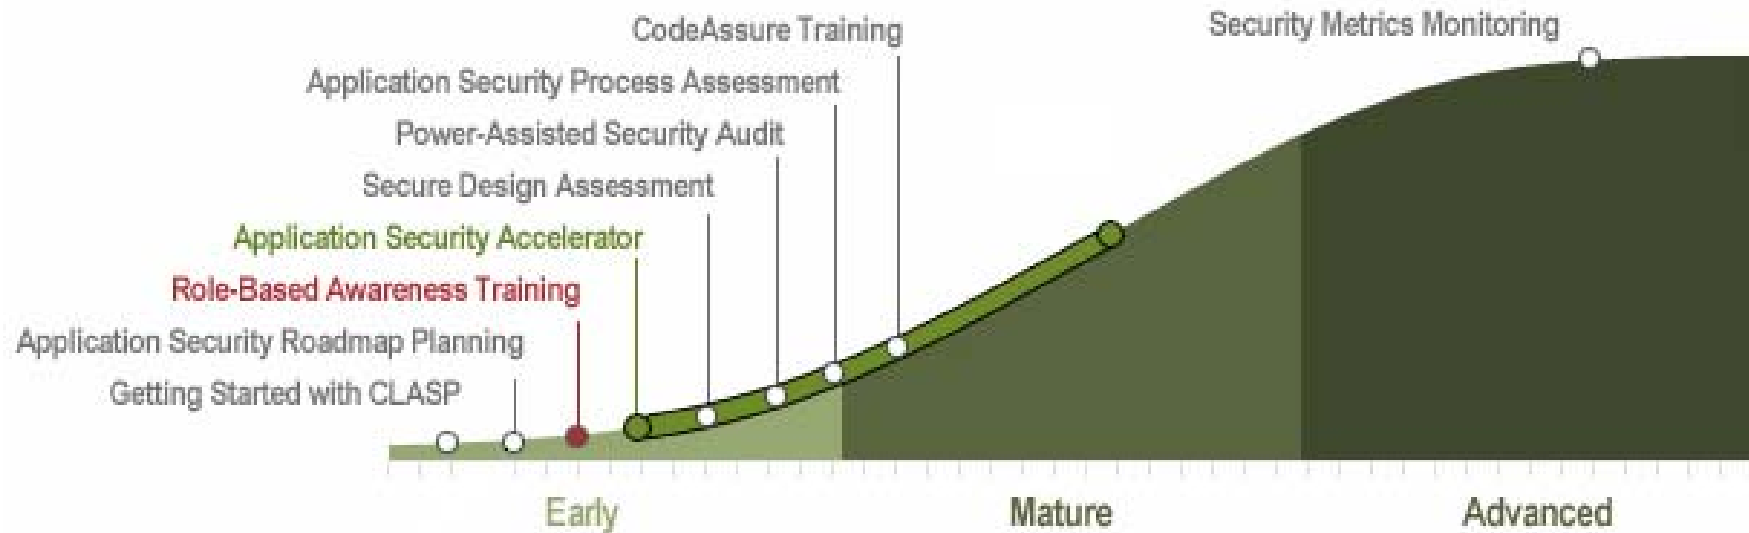 CodeAssure Training
Security Metrics Monitoring
Application Security Process Assessment
Power-Assisted Security Audit
Secure Design Assessment
Application Security Accelerator
Role-Based Awareness Training
Application Security Roadmap Planning
Getting Started with CLASP
Early
Mature
Advanced